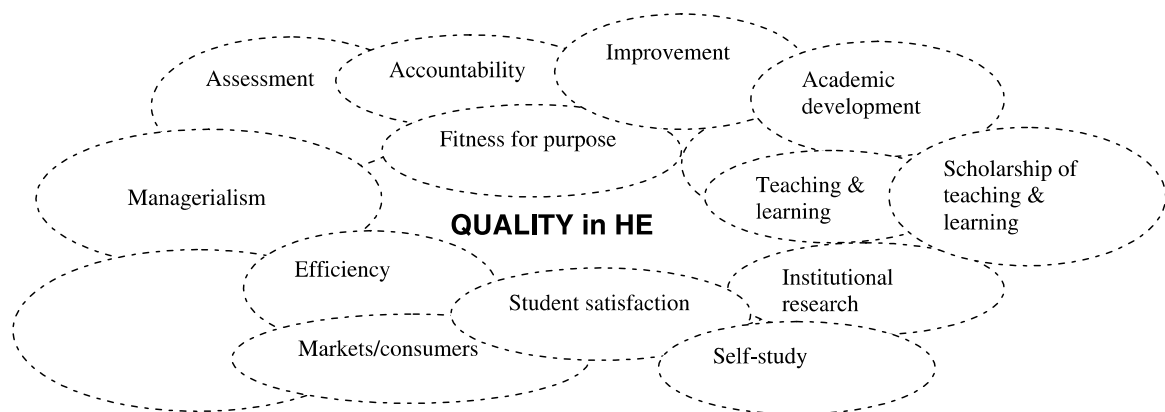 Improvement
Assessment
Accountability
Academic
development
Fitness for purpose
Managerialism
Teaching &
learning
Scholarship of
teaching &
learning
QUALITY in HE
Efficiency
Institutional
research
Student satisfaction
Markets/consumers
Self-study